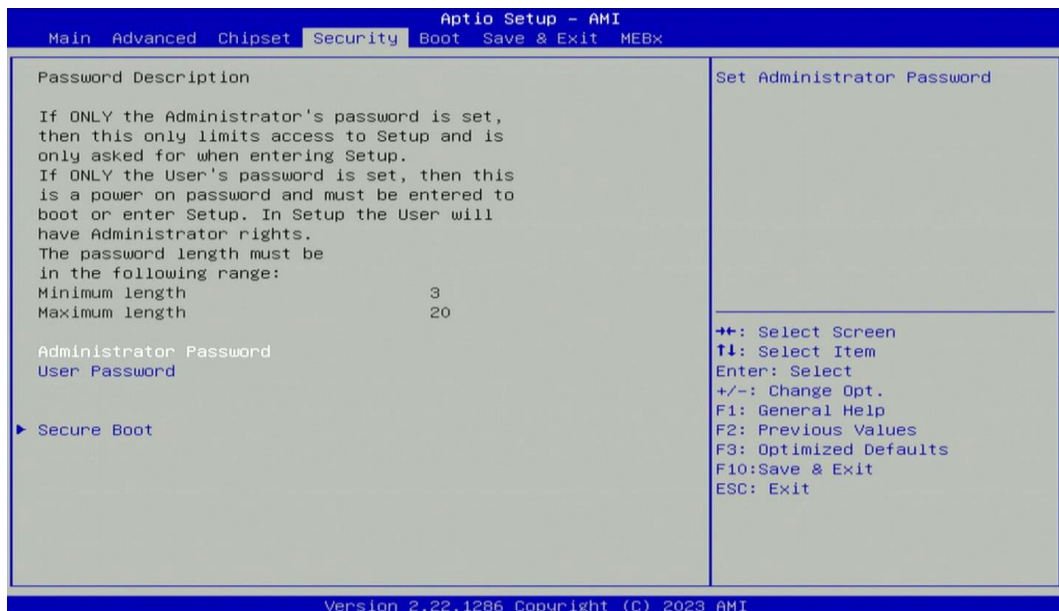 Aptio Setup – AMI
Main Advanced Chipset Security Boot Save & Exit MEBx
Password Description
If ONLY the Administrator's password is set,
then this only limits access to Setup and is
only asked for when entering Setup.
If ONLY the User's password is set, then this
is a power on password and must be entered to
boot or enter Setup. In Setup the User will
have Administrator rights.
The password length must be
in the following range:
Minimum length 3
Maximum length 20
Administrator Password
User Password
► Secure Boot
Set Administrator Password
→←: Select Screen
↑↓: Select Item
Enter: Select
+/-: Change Opt.
F1: General Help
F2: Previous Values
F3: Optimized Defaults
F10:Save & Exit
ESC: Exit
Version 2.22.1286 Copyright (C) 2023 AMI